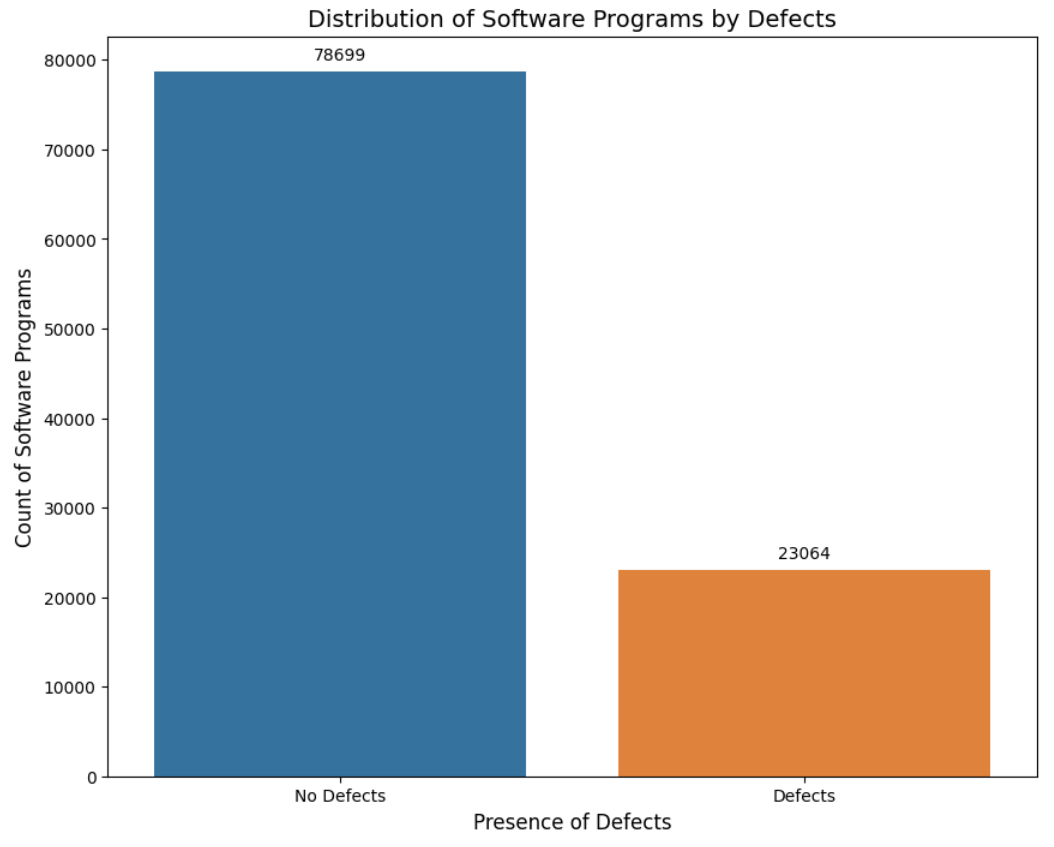 Distribution of Software Programs by Defects
78699
80000
70000
60000
50000
40000
30000
20000
10000
0
Count of Software Programs
23064
No Defects
Defects
Presence of Defects